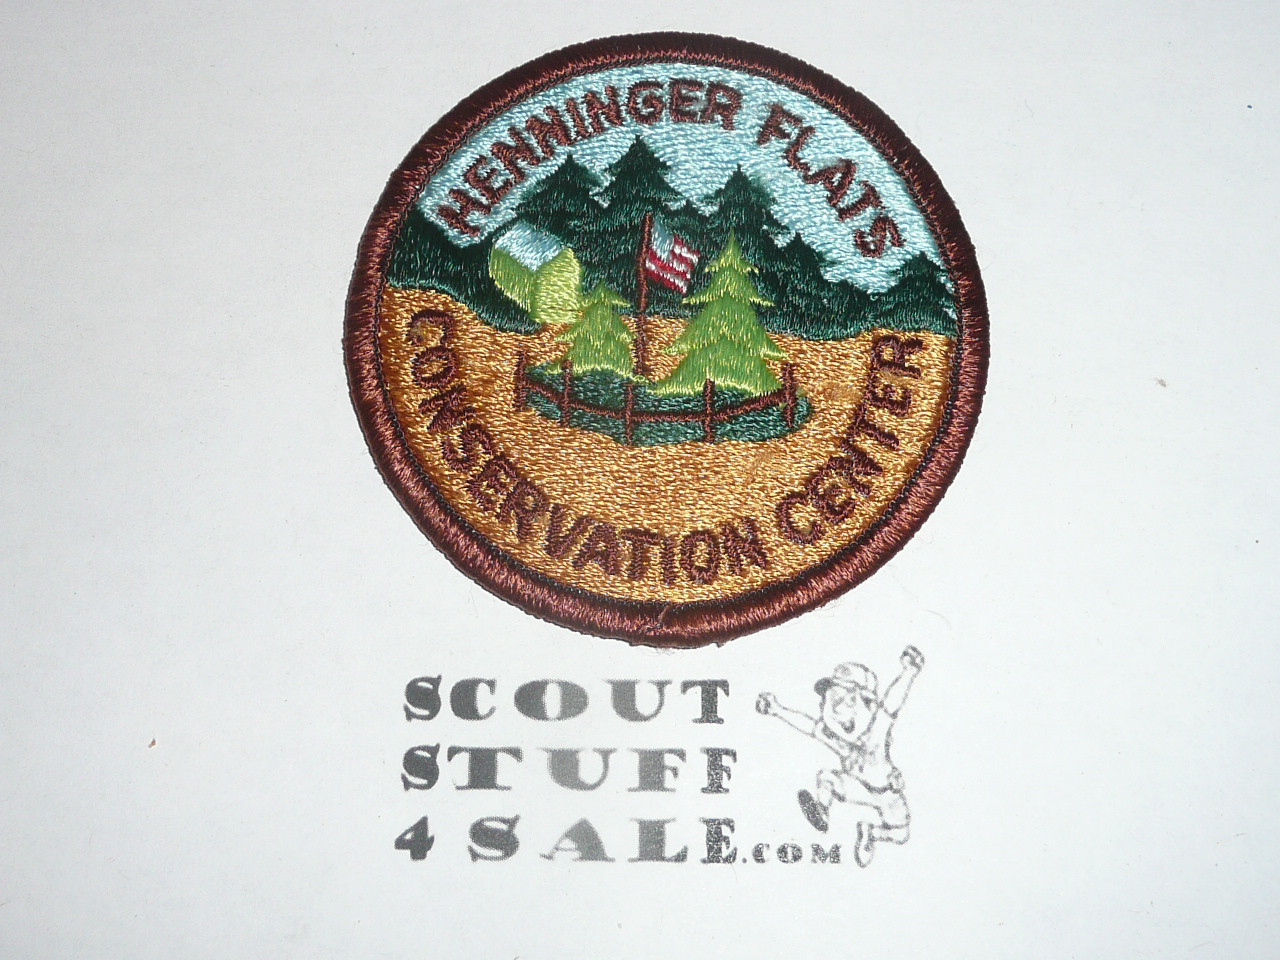 HENNINGER FLATS
CONSERVATION CENTER
SCOUT
STUFF
4 SALE.COM